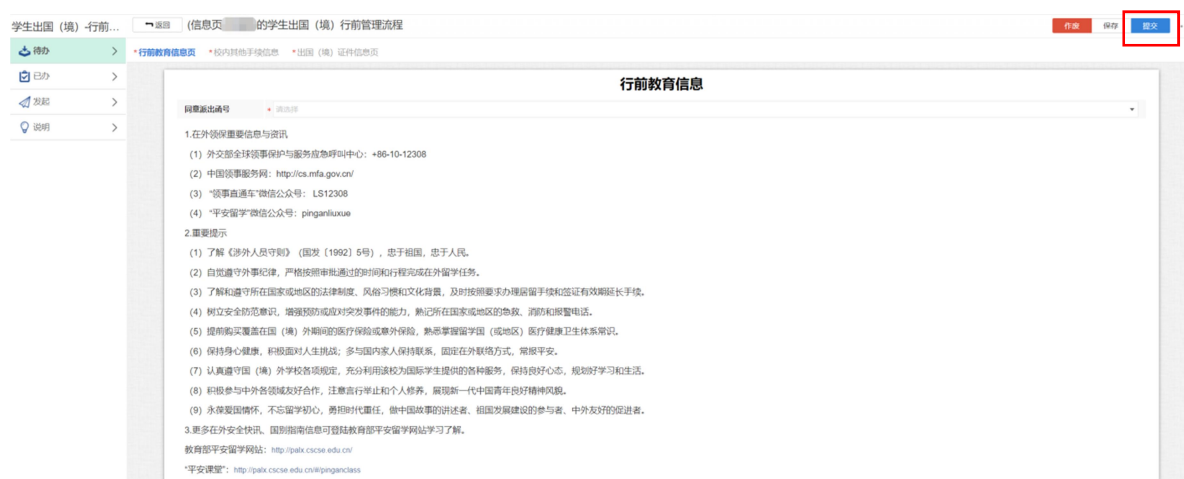 学生出国（境）-行前...
返回 (信息页 的学生出国（境）行前管理流程
作废 保存 提交
待办
*行前教育信息页 *校内其他手续信息 *出国（境）证件信息页
已办
发起
说明
行前教育信息
同意派出函号 * 请选择
1.在外领保重要信息与资讯
(1) 外交部全球领事保护与服务应急呼叫中心：+86-10-12308
(2) 中国领事服务网：http://cs.mfa.gov.cn/
(3) “领事直通车”微信公众号： LS12308
(4) “平安留学”微信公众号：pinganliuxue
2.重要提示
(1) 了解《涉外人员守则》（国发〔1992〕5号），忠于祖国，忠于人民。
(2) 自觉遵守外事纪律，严格按照审批通过的时间和行程完成在外留学任务。
(3) 了解和遵守所在国家或地区的法律制度、风俗习惯和文化背景，及时按照要求办理居留手续和签证有效期延长手续。
(4) 树立安全防范意识，增强预防或应对突发事件的能力，熟记所在国家或地区的急救、消防和报警电话。
(5) 提前购买覆盖在国（境）外期间的医疗保险或意外保险，熟悉掌握留学国（或地区）医疗健康卫生体系常识。
(6) 保持身心健康，积极面对人生挑战；多与国内家人保持联系，固定在外联络方式，常报平安。
(7) 认真遵守国（境）外学校各项规定，充分利用该校为国际学生提供的各种服务，保持良好心态，规划好学习和生活。
(8) 积极参与中外各领域友好合作，注意言行举止和个人修养，展现新一代中国青年良好精神风貌。
(9) 永葆爱国情怀，不忘留学初心，勇担时代重任，做中国故事的讲述者、祖国发展建设的参与者、中外友好的促进者。
3.更多在外安全快讯、国别指南信息可登陆教育部平安留学网站学习了解。
教育部平安留学网站：http://palx.cscse.edu.cn/
“平安课堂”：http://palx.cscse.edu.cn/#/pinganclass